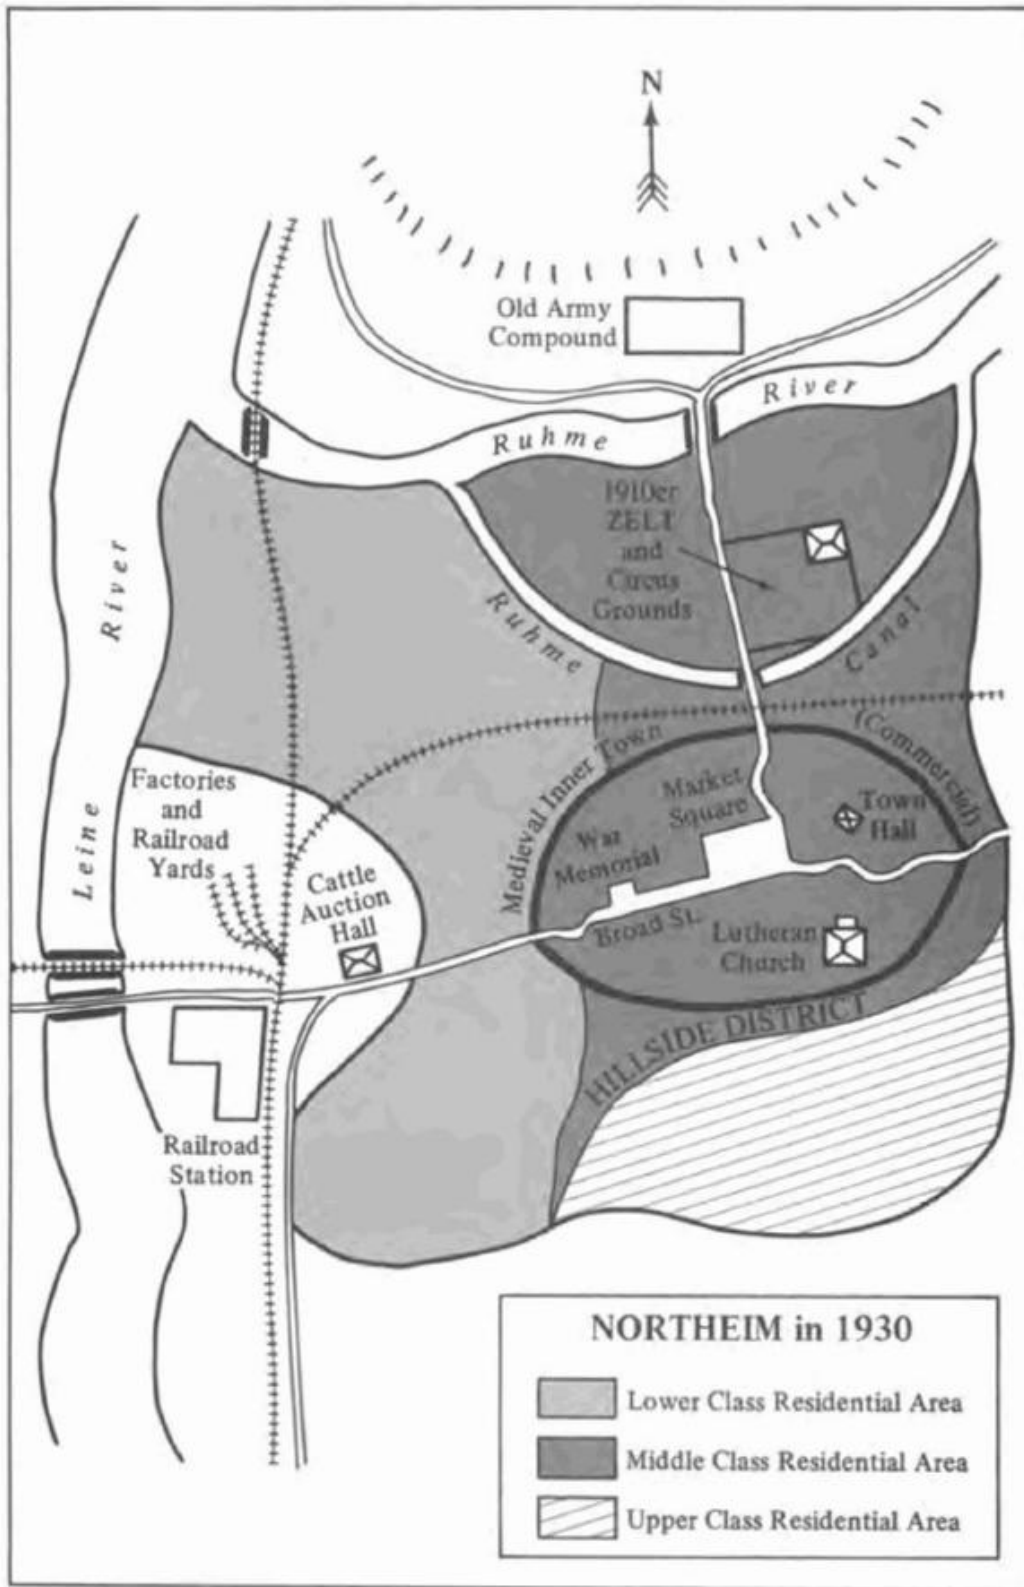 N
Old Army
Compound
River
Ruhme
1910er
ZELT
and
Circus
Grounds
River
Ruhme
Canal
Medieval Inner Town
(Commercial)
Factories
and
Railroad
Yards
Market
Square
Town
Hall
War
Memorial
Leine
Cattle
Auction
Hall
Broad St.
Lutheran
Church
HILLSIDE DISTRICT
Railroad
Station
NORTHEIM in 1930
Lower Class Residential Area
Middle Class Residential Area
Upper Class Residential Area